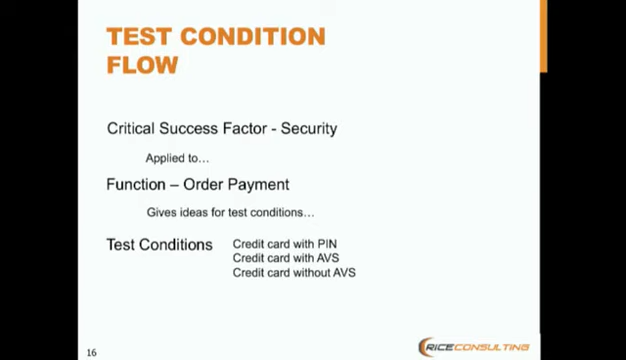 TEST CONDITION
FLOW
Critical Success Factor - Security
Applied to…
Function – Order Payment
Gives ideas for test conditions…
Test Conditions
Credit card with PIN
Credit card with AVS
Credit card without AVS
16
RICECONSULTING